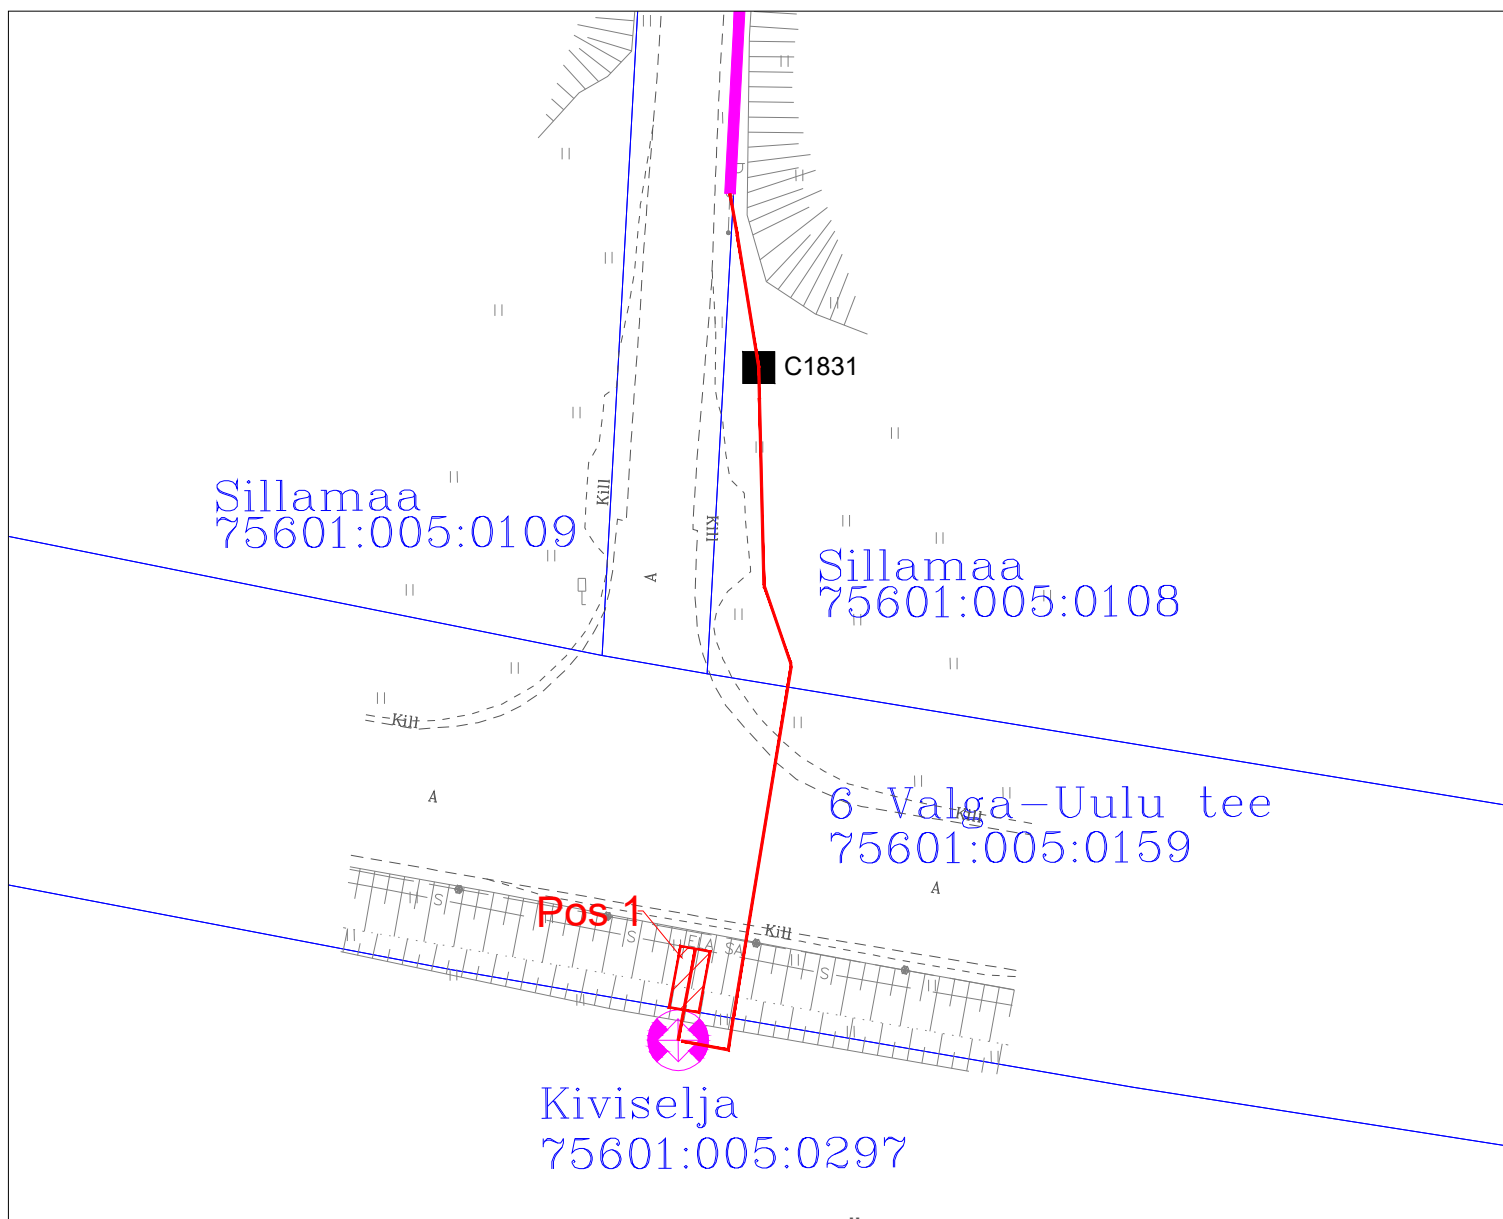 C1831
Kill
Sillamaa
75601:005:0109
Kill
Sillamaa
75601:005:0108
A
Kill
6 Valga-Uulu tee
75601:005:0159
Kill
A
A
S
Pos 1
S
Kill
S
Kiviselja
75601:005:0297